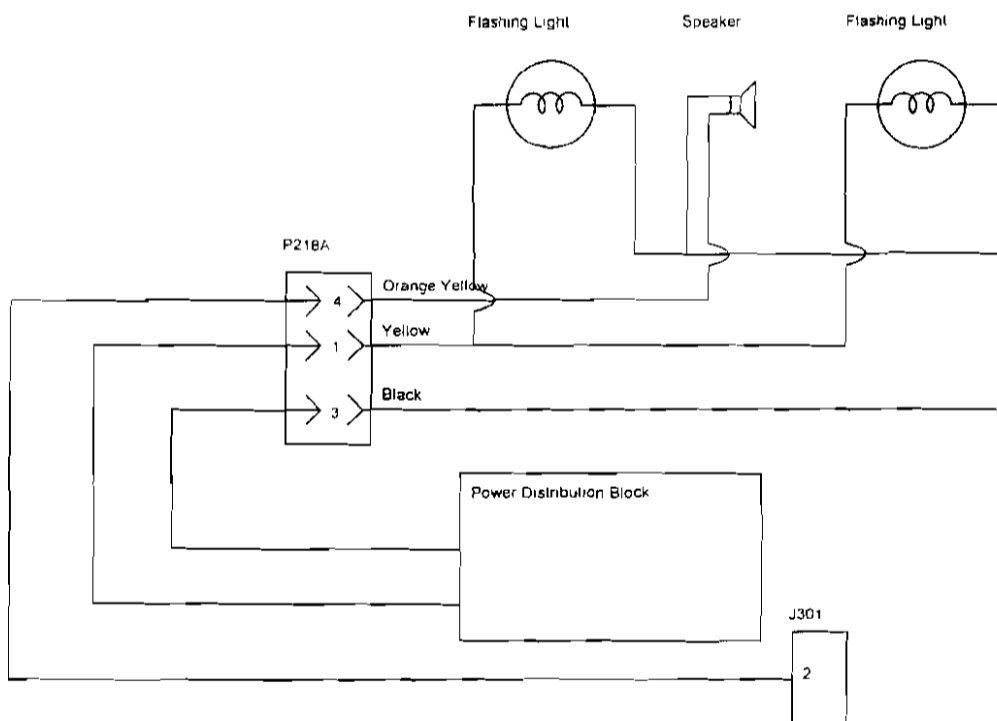 Flashing Light
Speaker
Flashing Light
P218A
4
Orange Yellow
1
Yellow
3
Black
Power Distribution Block
J301
2